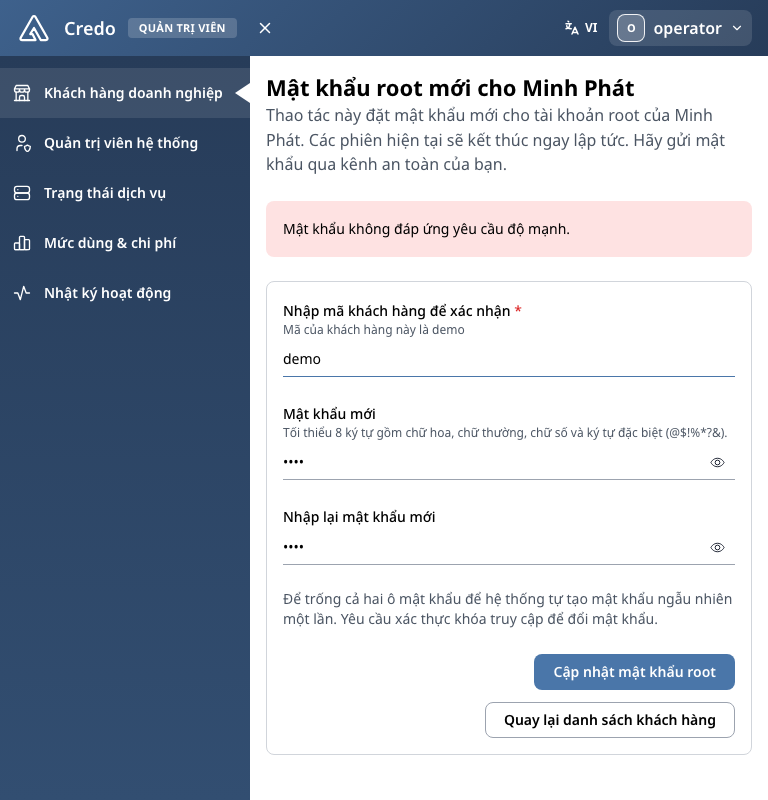 Credo
QUẢN TRỊ VIÊN
VI
O
operator
Khách hàng doanh nghiệp
Quản trị viên hệ thống
Trạng thái dịch vụ
Mức dùng & chi phí
Nhật ký hoạt động
Mật khẩu root mới cho Minh Phát
Thao tác này đặt mật khẩu mới cho tài khoản root của Minh
Phát. Các phiên hiện tại sẽ kết thúc ngay lập tức. Hãy gửi mật
khẩu qua kênh an toàn của bạn.
Mật khẩu không đáp ứng yêu cầu độ mạnh.
Nhập mã khách hàng để xác nhận *
Mã của khách hàng này là demo
demo
Mật khẩu mới
Tối thiểu 8 ký tự gồm chữ hoa, chữ thường, chữ số và ký tự đặc biệt (@$!%*?&).
••••
Nhập lại mật khẩu mới
••••
Để trống cả hai ô mật khẩu để hệ thống tự tạo mật khẩu ngẫu nhiên
một lần. Yêu cầu xác thực khóa truy cập để đổi mật khẩu.
Cập nhật mật khẩu root
Quay lại danh sách khách hàng